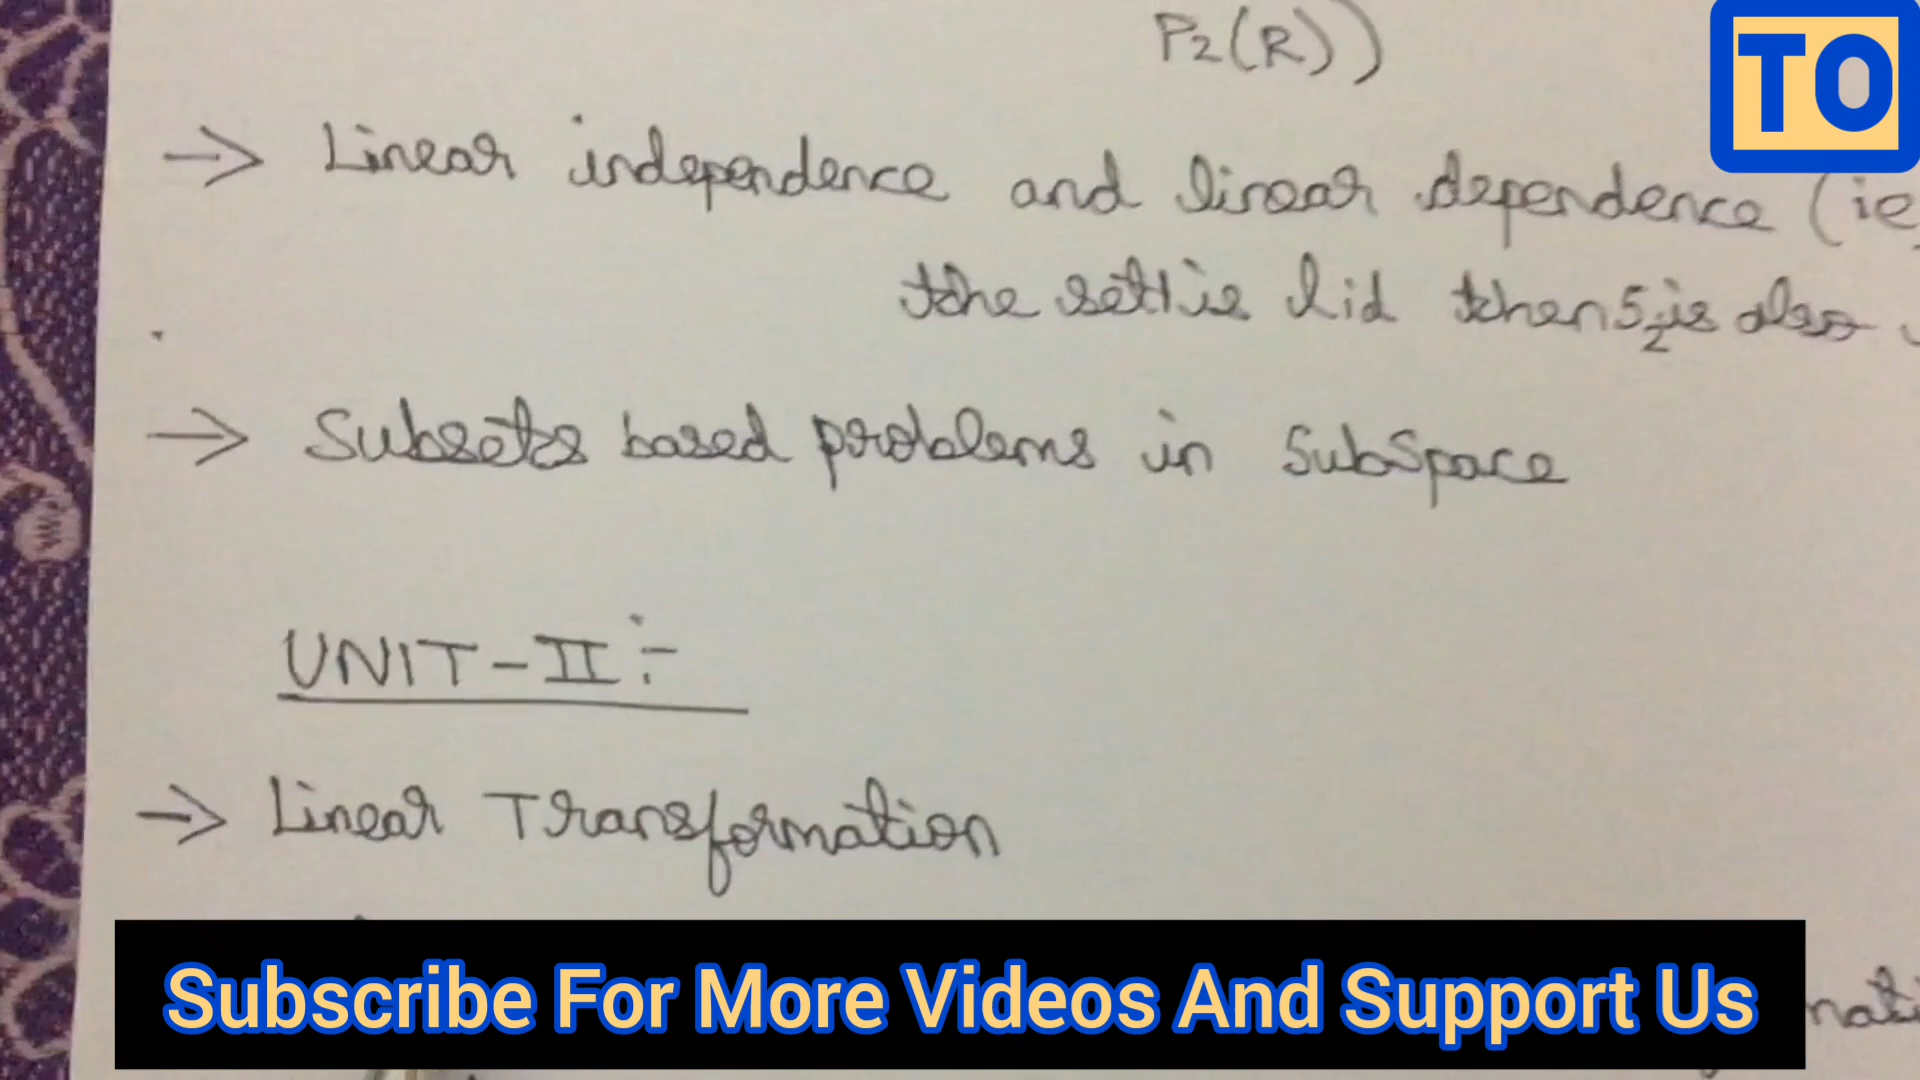 P2(R))
TO
→ Linear independence and linear dependence (ie,
the set1 is lid then S2 is also
→ Subsets based problems in SubSpace
UNIT-II:-
→ Linear Transformation
Subscribe For More Videos And Support Us